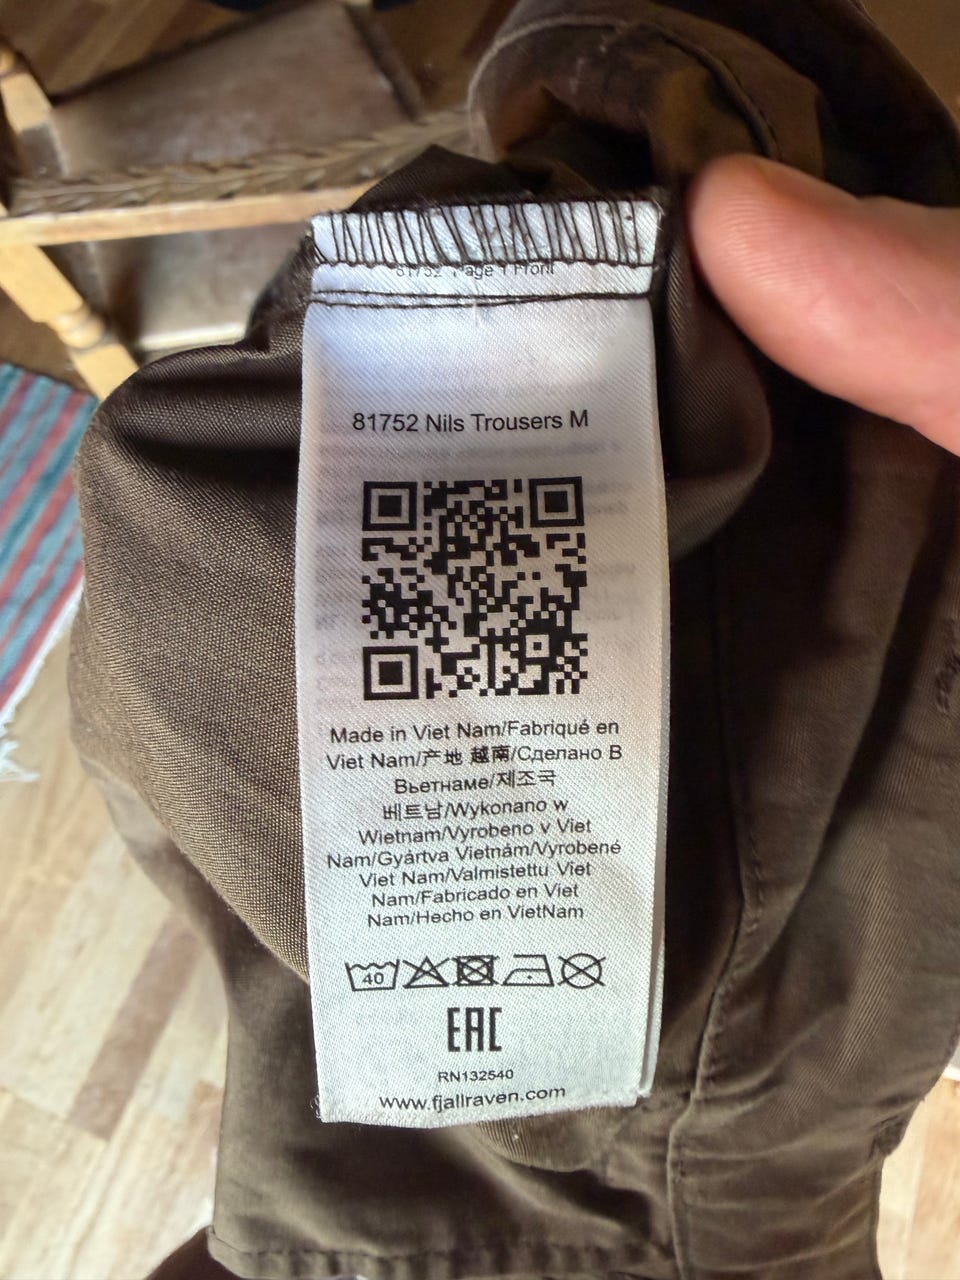 81752 Page 1 Front
81752 Nils Trousers M
Made in Viet Nam/Fabriqué en
Viet Nam/产地 越南/Сделано В
Вьетнаме/제조국
베트남/Wykonano w
Wietnam/Vyrobeno v Viet
Nam/Gyártva Vietnám/Vyrobené
Viet Nam/Valmistettu Viet
Nam/Fabricado en Viet
Nam/Hecho en VietNam
40
EAC
RN132540
www.fjallraven.com